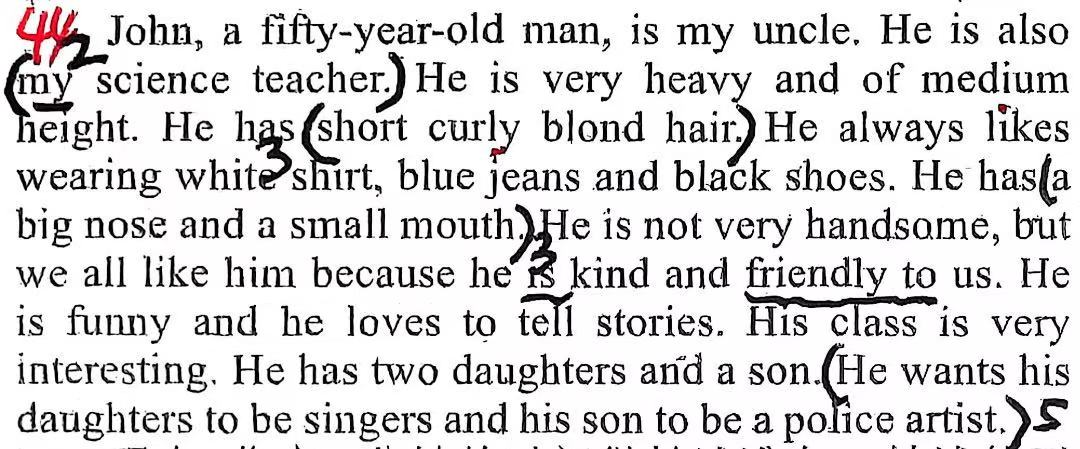 44 John, a fifty-year-old man, is my uncle. He is also
2
(my science teacher.) He is very heavy and of medium
height. He has (short curly blond hair.) He always likes
3
wearing white shirt, blue jeans and black shoes. He has (a
big nose and a small mouth.) He is not very handsome, but
3
we all like him because he is kind and friendly to us. He
is funny and he loves to tell stories. His class is very
interesting. He has two daughters and a son. (He wants his
daughters to be singers and his son to be a police artist.) 5